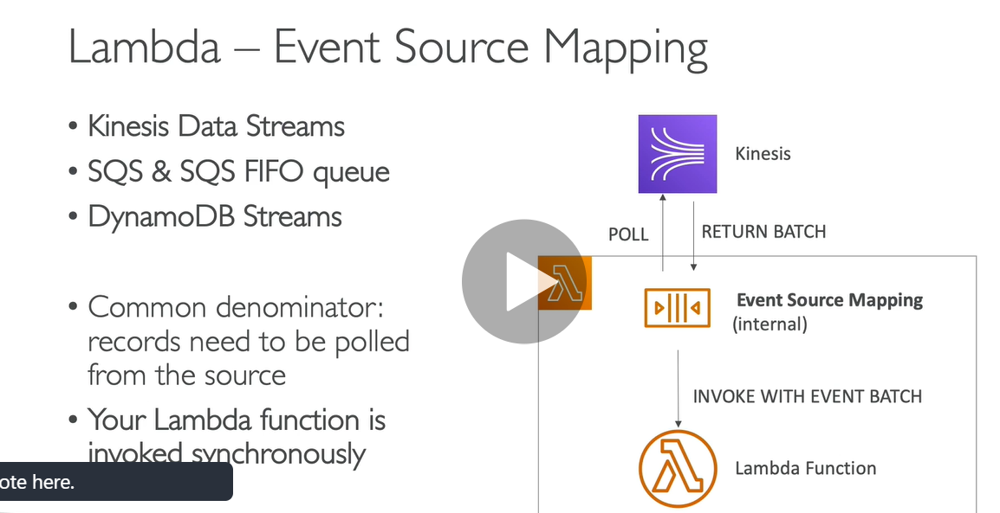 Lambda – Event Source Mapping
• Kinesis Data Streams
• SQS & SQS FIFO queue
• DynamoDB Streams
• Common denominator:
records need to be polled
from the source
• Your Lambda function is
invoked synchronously
ote here.
Kinesis
POLL
RETURN BATCH
Event Source Mapping
(internal)
INVOKE WITH EVENT BATCH
Lambda Function